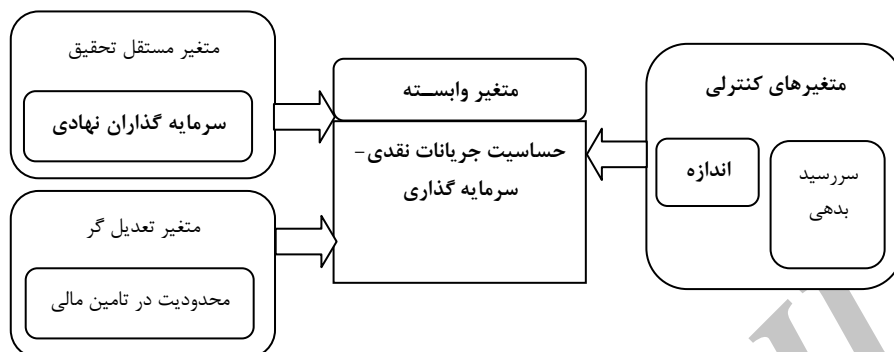 متغیرهای کنترلی
اندازه
سررسید
بدهی
متغیر وابســته
حساسیت جریانات نقدی-
سرمایه گذاری
متغیر مستقل تحقیق
سرمایه گذاران نهادی
متغیر تعدیل گر
محدودیت در تامین مالی